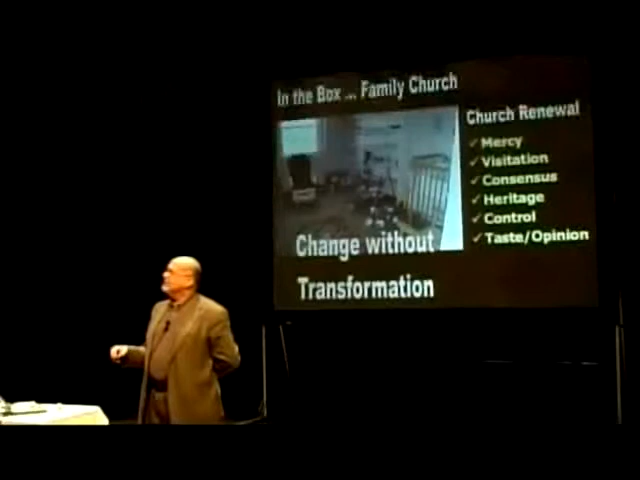 In the Box ... Family Church
Church Renewal
✓ Mercy
✓ Visitation
✓ Consensus
✓ Heritage
✓ Control
✓ Taste/Opinion
Change without
Transformation